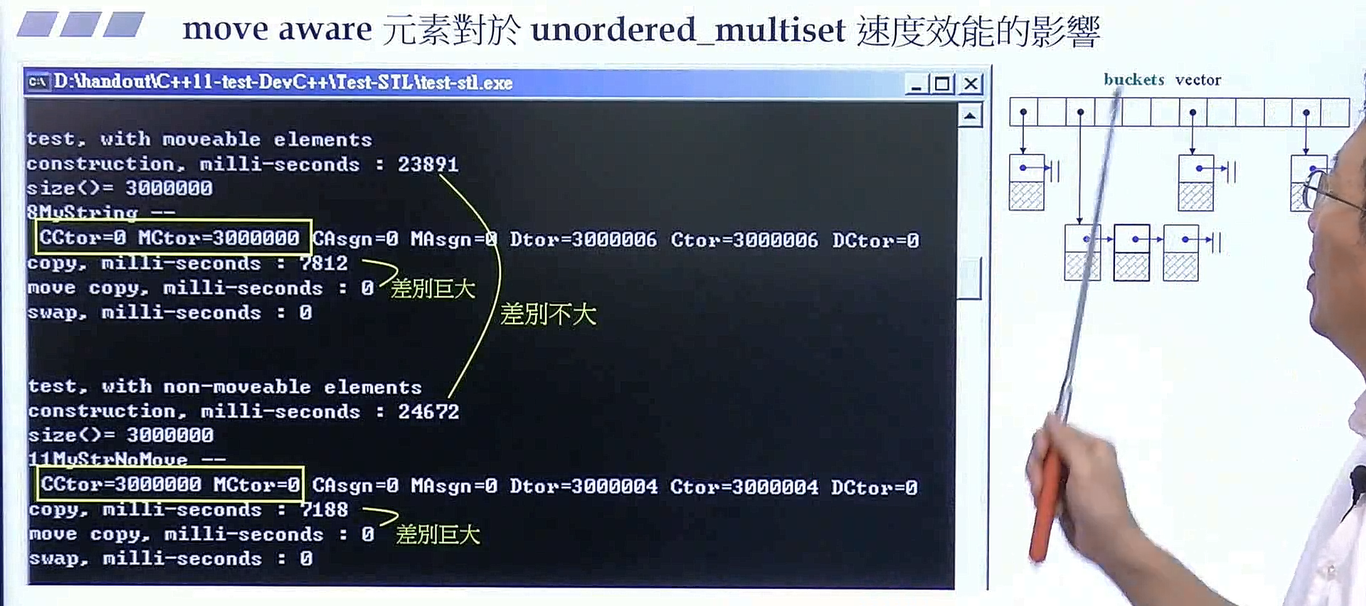 move aware 元素對於 unordered_multiset 速度效能的影響
D:\handout\C++11-test-DevC++\Test-STL\test-stl.exe
buckets vector
test, with moveable elements
construction, milli-seconds : 23891
size()= 3000000
8MyString --
CCtor=0 MCtor=3000000 CAsgn=0 MAsgn=0 Dtor=3000006 Ctor=3000006 DCtor=0
copy, milli-seconds : 7812
move copy, milli-seconds : 0 差別巨大
swap, milli-seconds : 0
差別不大
test, with non-moveable elements
construction, milli-seconds : 24672
size()= 3000000
11MyStrNoMove --
CCtor=3000000 MCtor=0 CAsgn=0 MAsgn=0 Dtor=3000004 Ctor=3000004 DCtor=0
copy, milli-seconds : 7188
move copy, milli-seconds : 0 差別巨大
swap, milli-seconds : 0